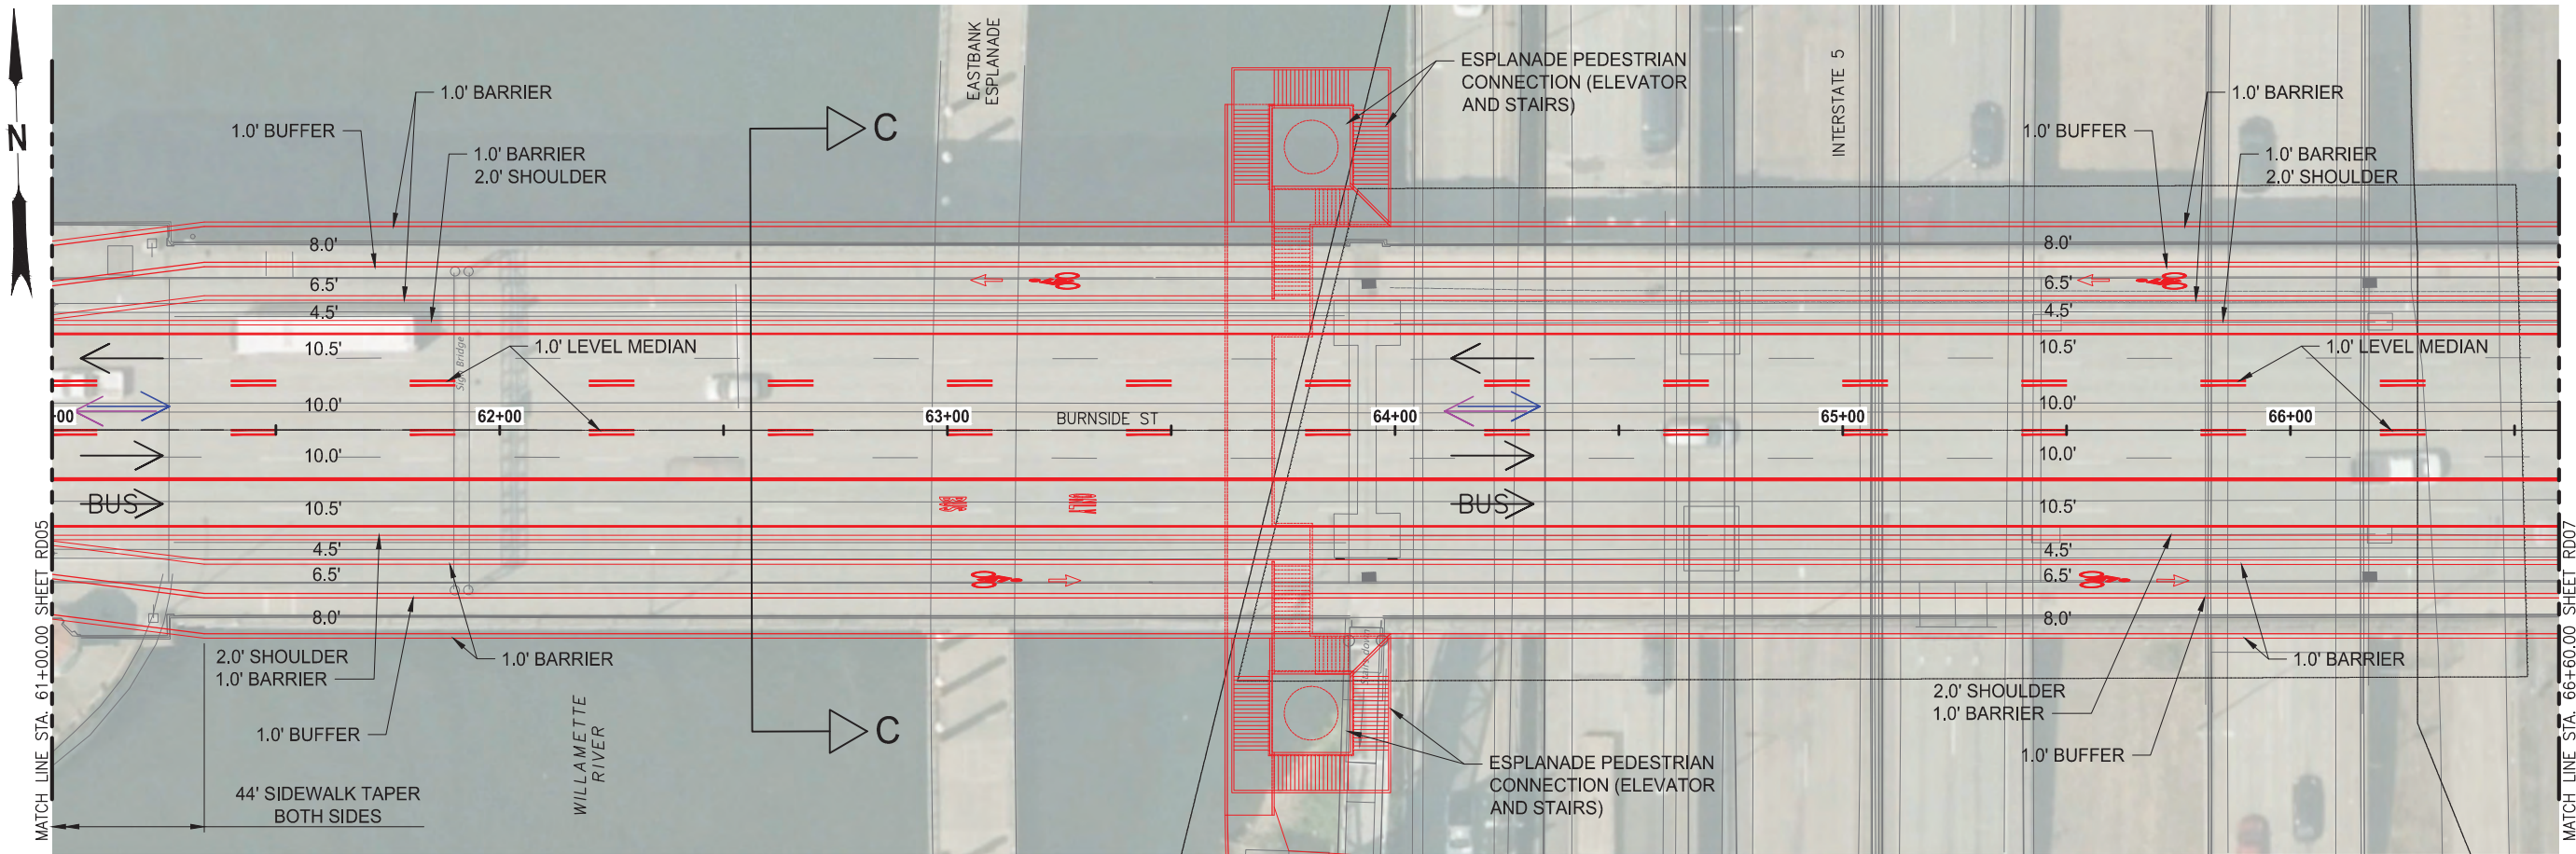 N
MATCH LINE STA. 61+00.00 SHEET RD05
1.0' BARRIER
1.0' BUFFER
1.0' BARRIER
2.0' SHOULDER
C
EASTBANK
ESPLANADE
ESPLANADE PEDESTRIAN
CONNECTION (ELEVATOR
AND STAIRS)
INTERSTATE 5
1.0' BARRIER
1.0' BUFFER
1.0' BARRIER
2.0' SHOULDER
8.0'
6.5'
4.5'
10.5'
8.0'
6.5'
4.5'
10.5'
Sign Bridge
1.0' LEVEL MEDIAN
1.0' LEVEL MEDIAN
10.0'
10.0'
-00
62+00
63+00
BURNSIDE ST
64+00
65+00
66+00
10.0'
10.0'
BUS
10.5'
BUS
ONLY
BUS
10.5'
4.5'
6.5'
8.0'
4.5'
6.5'
8.0'
2.0' SHOULDER
1.0' BARRIER
1.0' BARRIER
1.0' BUFFER
44' SIDEWALK TAPER
BOTH SIDES
WILLAMETTE
RIVER
C
ESPLANADE PEDESTRIAN
CONNECTION (ELEVATOR
AND STAIRS)
1.0' BARRIER
2.0' SHOULDER
1.0' BARRIER
1.0' BUFFER
MATCH LINE STA. 66+60.00 SHEET RD07